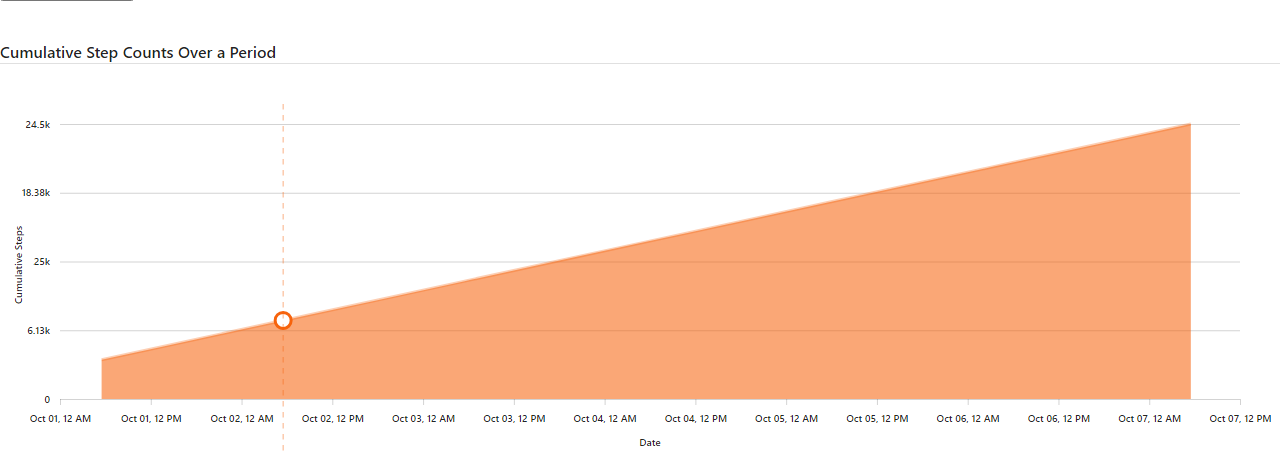 Cumulative Step Counts Over a Period
24.5k
18.38k
25k
6.13k
0
Cumulative Steps
Oct 01, 12 AM
Oct 01, 12 PM
Oct 02, 12 AM
Oct 02, 12 PM
Oct 03, 12 AM
Oct 03, 12 PM
Oct 04, 12 AM
Oct 04, 12 PM
Oct 05, 12 AM
Oct 05, 12 PM
Oct 06, 12 AM
Oct 06, 12 PM
Oct 07, 12 AM
Oct 07, 12 PM
Date